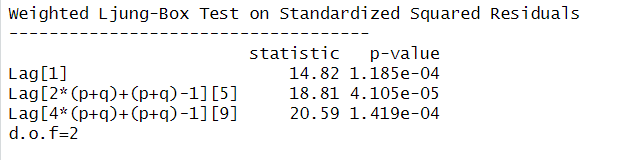 Weighted Ljung-Box Test on Standardized Squared Residuals
------------------------------------
statistic p-value
Lag[1] 14.82 1.185e-04
Lag[2*(p+q)+(p+q)-1][5] 18.81 4.105e-05
Lag[4*(p+q)+(p+q)-1][9] 20.59 1.419e-04
d.o.f=2